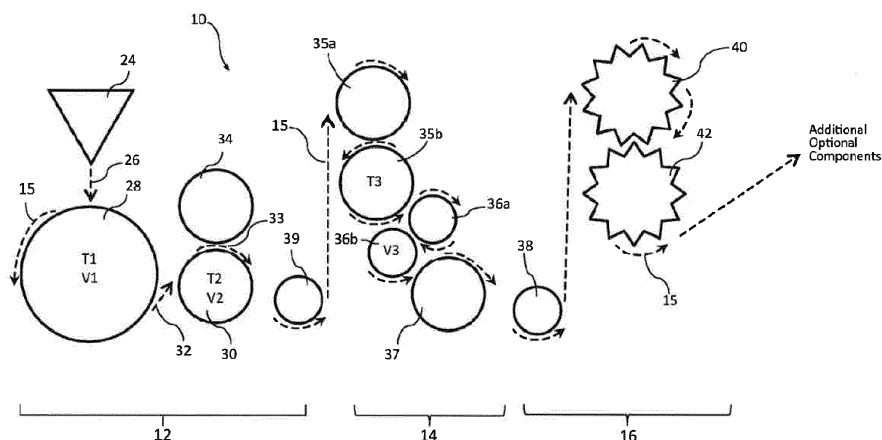 10
24
26
15
28
T1
V1
32
34
33
T2
V2
30
39
15
35a
35b
T3
36a
36b
V3
37
38
40
42
15
Additional
Optional
Components
12
14
16